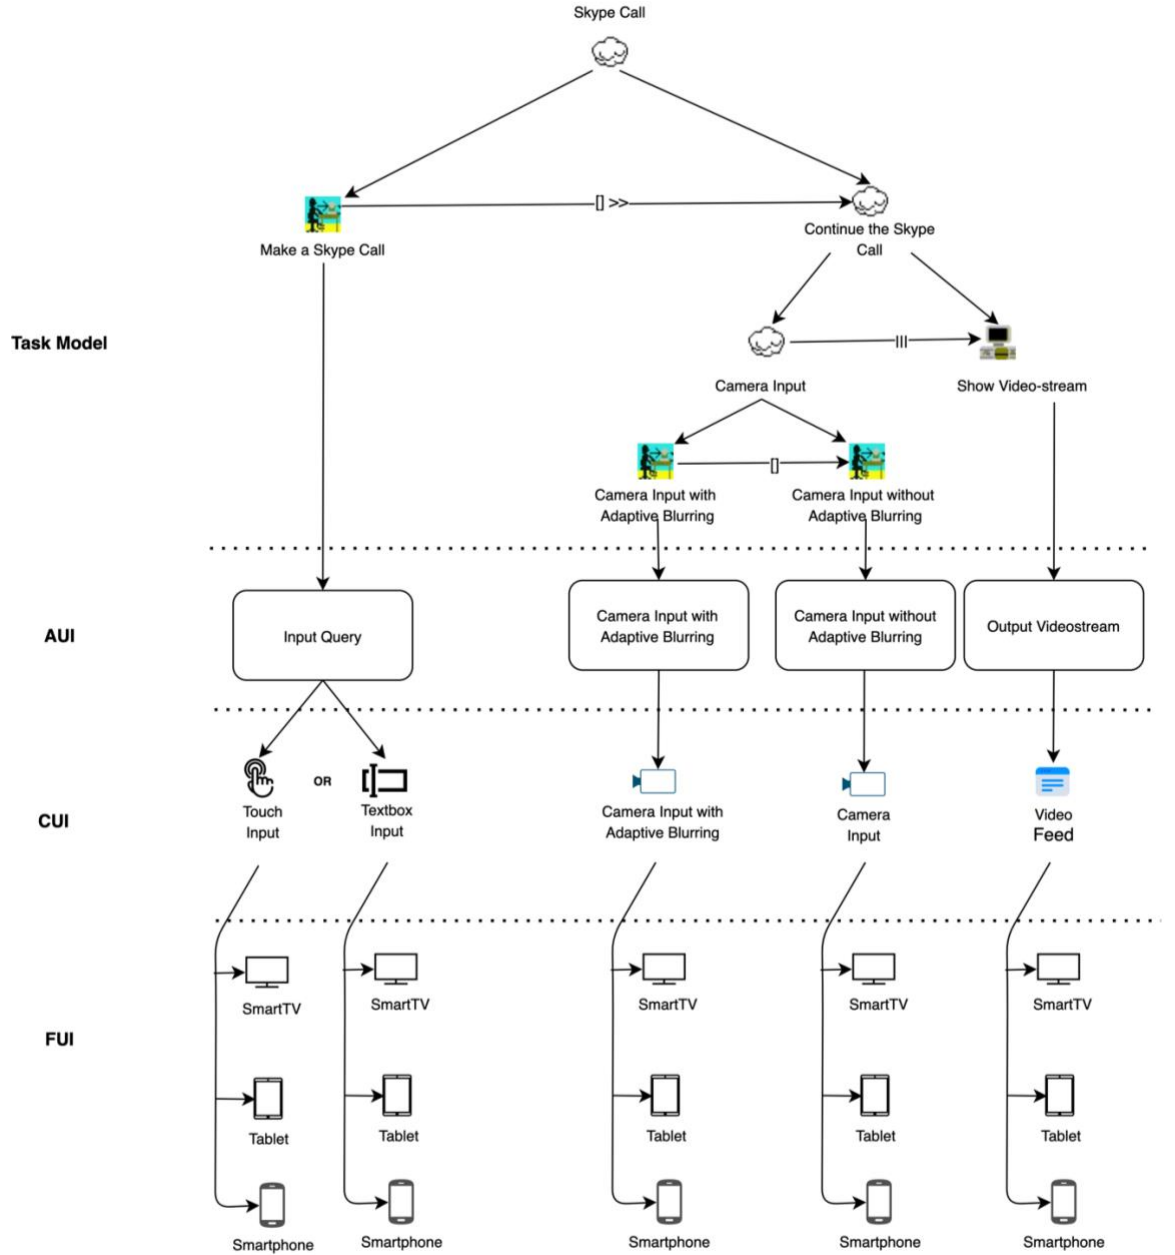 Skype Call
[] >>
Make a Skype Call
Continue the Skype
Call
Task Model
|||
Camera Input
Show Video-stream
[]
Camera Input with
Adaptive Blurring
Camera Input without
Adaptive Blurring
AUI
Input Query
Camera Input with
Adaptive Blurring
Camera Input without
Adaptive Blurring
Output Videostream
CUI
Touch
Input
OR
Textbox
Input
Camera Input with
Adaptive Blurring
Camera
Input
Video
Feed
FUI
SmartTV
SmartTV
SmartTV
SmartTV
SmartTV
Tablet
Tablet
Tablet
Tablet
Tablet
Smartphone
Smartphone
Smartphone
Smartphone
Smartphone